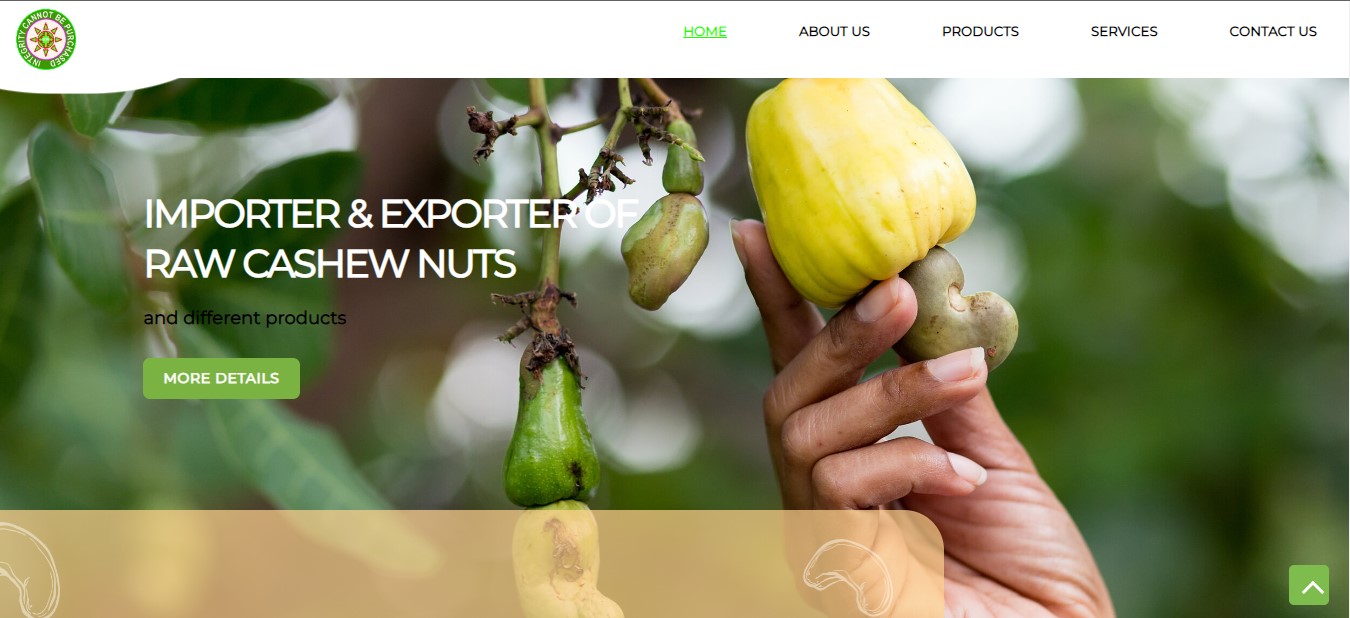 INTEGRITY CANNOT BE PURCHASED
HOME
ABOUT US
PRODUCTS
SERVICES
CONTACT US
IMPORTER & EXPORTER OF
RAW CASHEW NUTS
and different products
MORE DETAILS